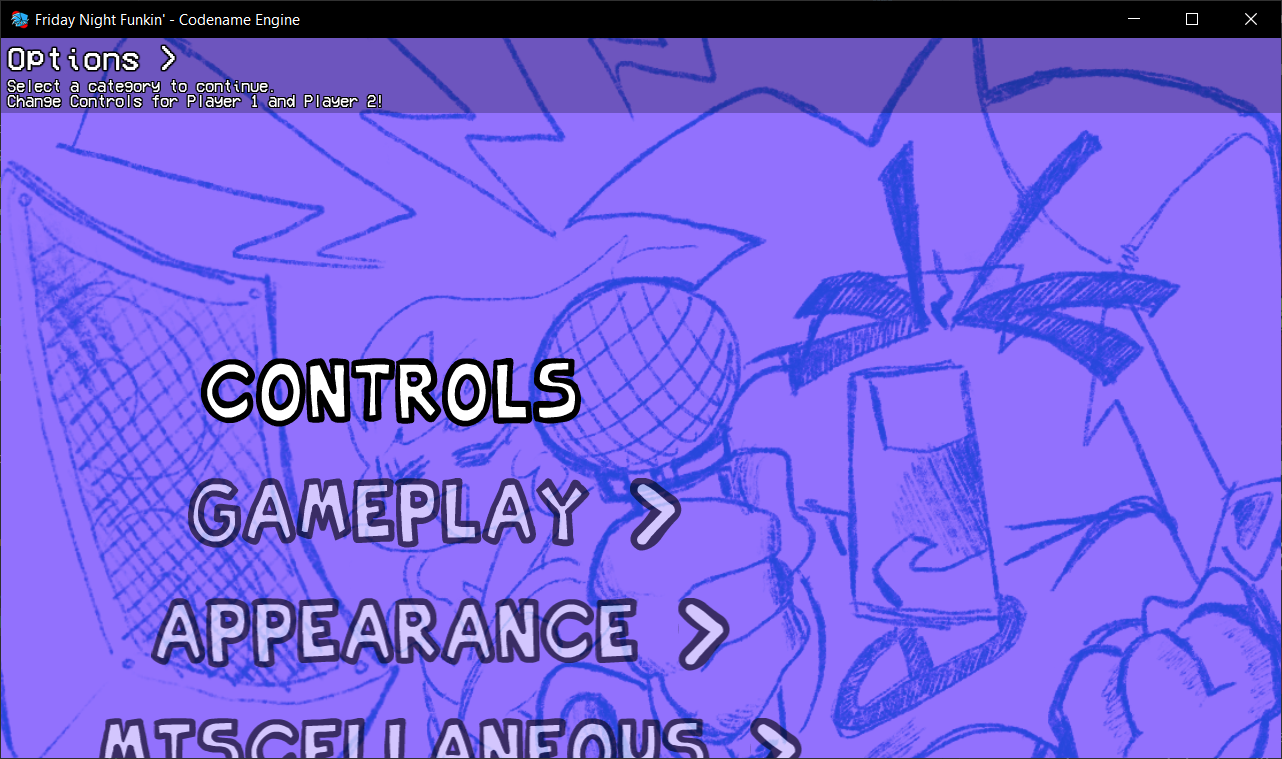 Friday Night Funkin' - Codename Engine
Options >
Select a category to continue.
Change Controls for Player 1 and Player 2!
CONTROLS
GAMEPLAY >
APPEARANCE >
MISCELLANEOUS >